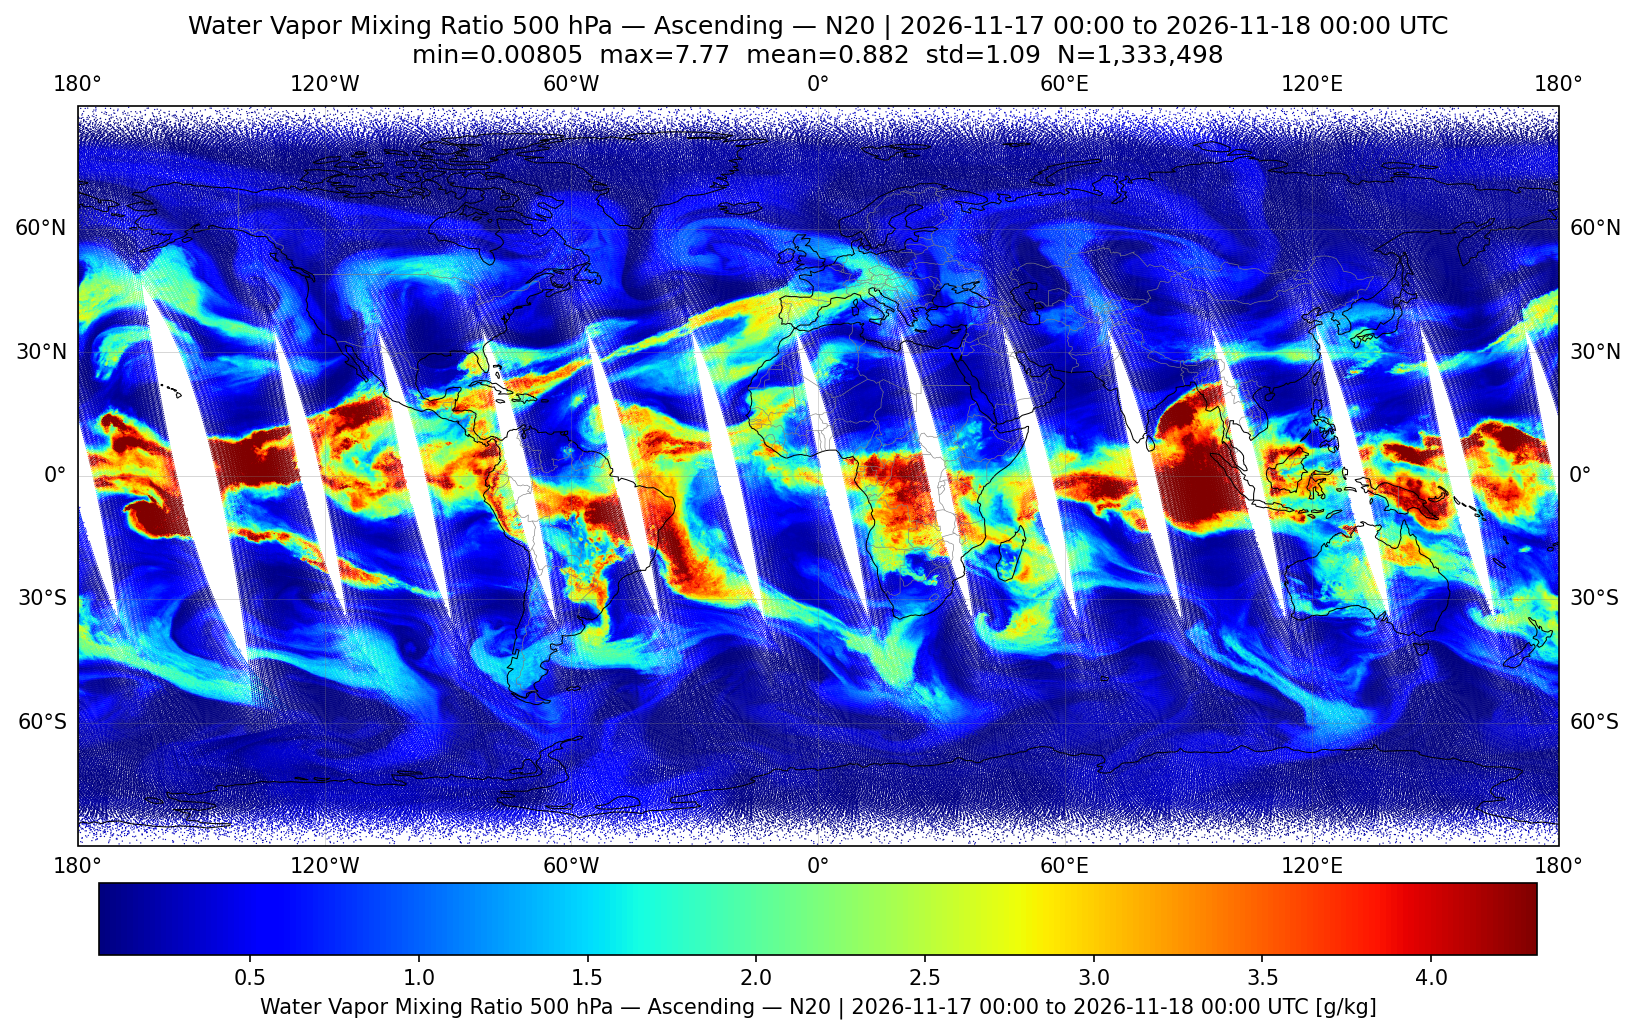 Water Vapor Mixing Ratio 500 hPa — Ascending — N20 | 2026-11-17 00:00 to 2026-11-18 00:00 UTC
min=0.00805 max=7.77 mean=0.882 std=1.09 N=1,333,498
180° 120°W 60°W 0° 60°E 120°E 180°
60°N 60°N
30°N 30°N
0° 0°
30°S 30°S
60°S 60°S
180° 120°W 60°W 0° 60°E 120°E 180°
0.5 1.0 1.5 2.0 2.5 3.0 3.5 4.0
Water Vapor Mixing Ratio 500 hPa — Ascending — N20 | 2026-11-17 00:00 to 2026-11-18 00:00 UTC [g/kg]